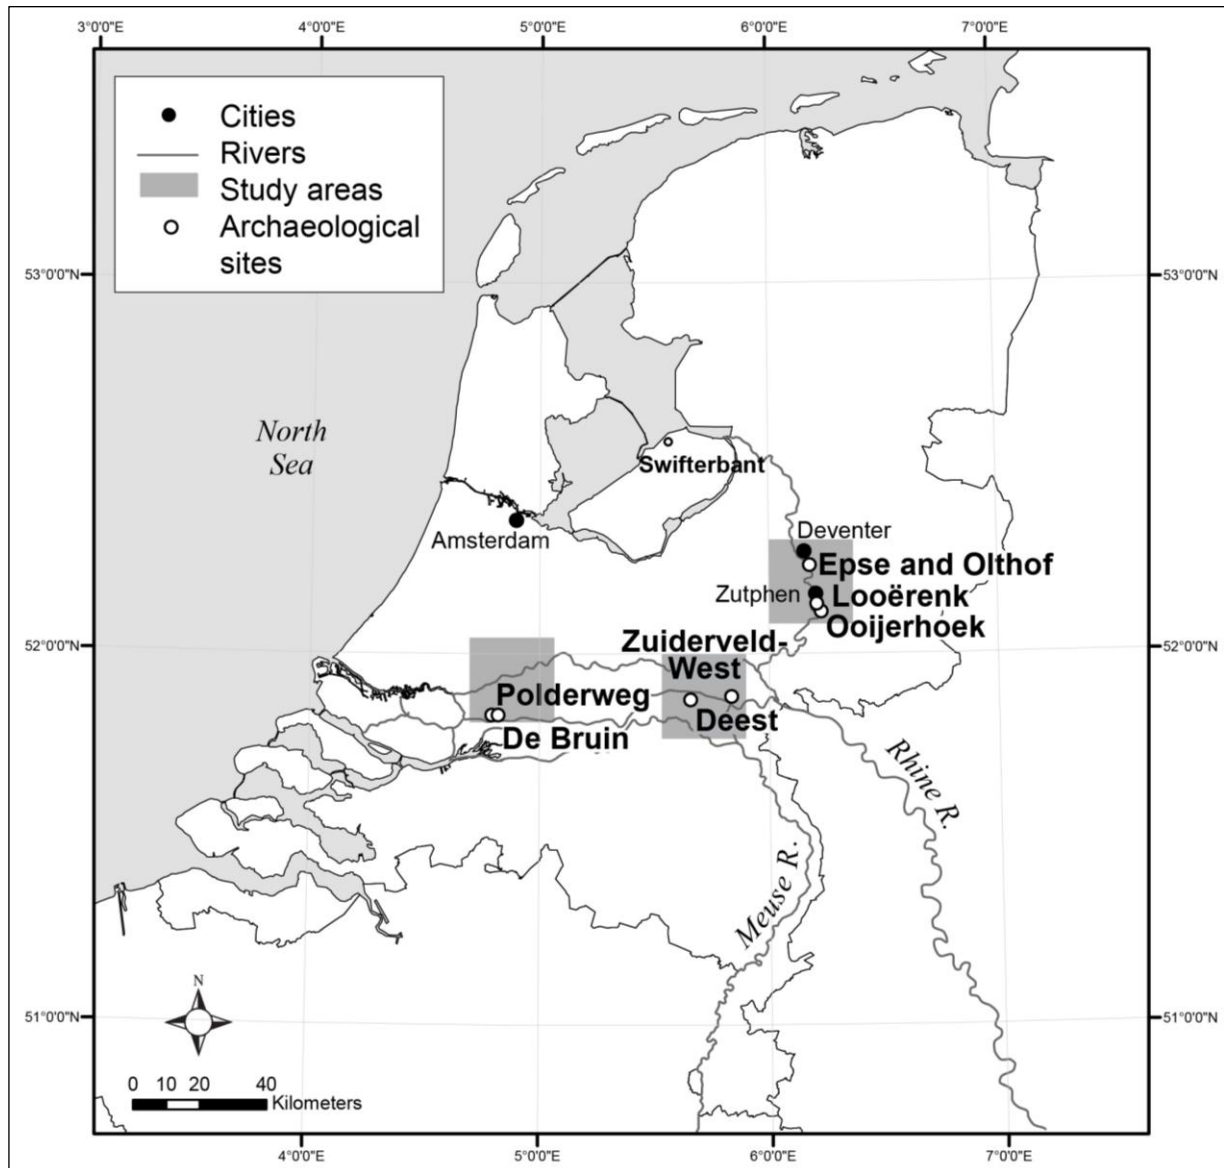 3°0'0"E
4°0'0"E
5°0'0"E
6°0'0"E
7°0'0"E
Cities
Rivers
Study areas
Archaeological
sites
53°0'0"N
53°0'0"N
North
Sea
Swifterbant
Amsterdam
Deventer
Epse and Olthof
Zutphen
Looërenk
Ooijerhoek
52°0'0"N
52°0'0"N
Zuiderveld-
West
Polderweg
Deest
De Bruin
Rhine R.
Meuse R.
N
51°0'0"N
51°0'0"N
0 10 20 40
Kilometers
4°0'0"E
5°0'0"E
6°0'0"E
7°0'0"E